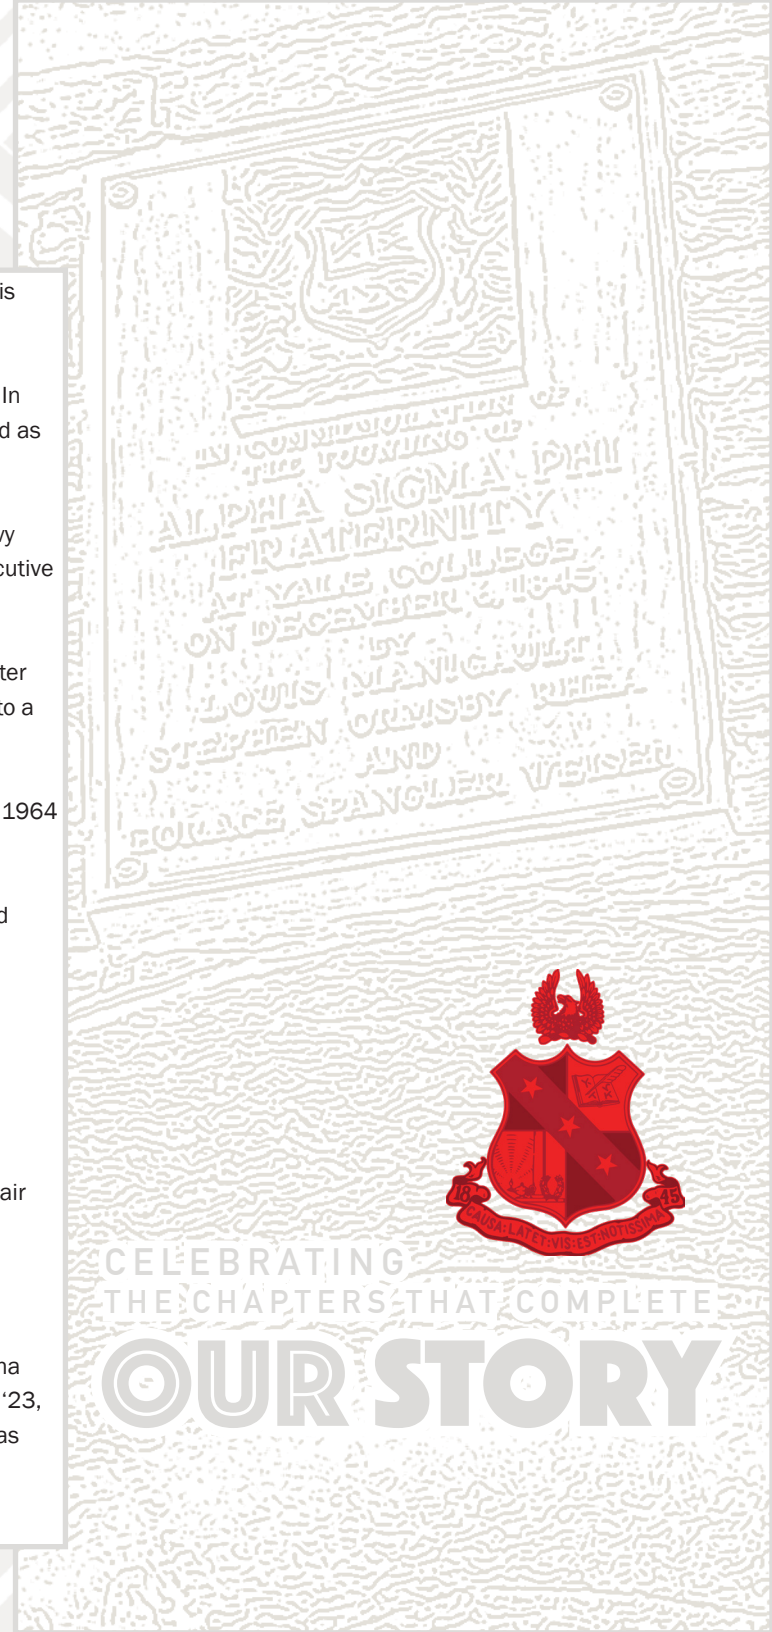 is
In
d as
vy
cutive
ter
to a
1964
d
air
na
‘23,
as
IN COMMEMORATION OF
THE FOUNDING OF
ALPHA SIGMA PHI
FRATERNITY
AT YALE COLLEGE
ON DECEMBER 6, 1845
BY
LOUIS MANIGAULT
STEPHEN ORMSBY RHEA
AND
HORACE SPANGLER WEISER
18 45
CAUSA:LATET:VIS:EST:NOTISSIMA
CELEBRATING
THE CHAPTERS THAT COMPLETE
OUR STORY